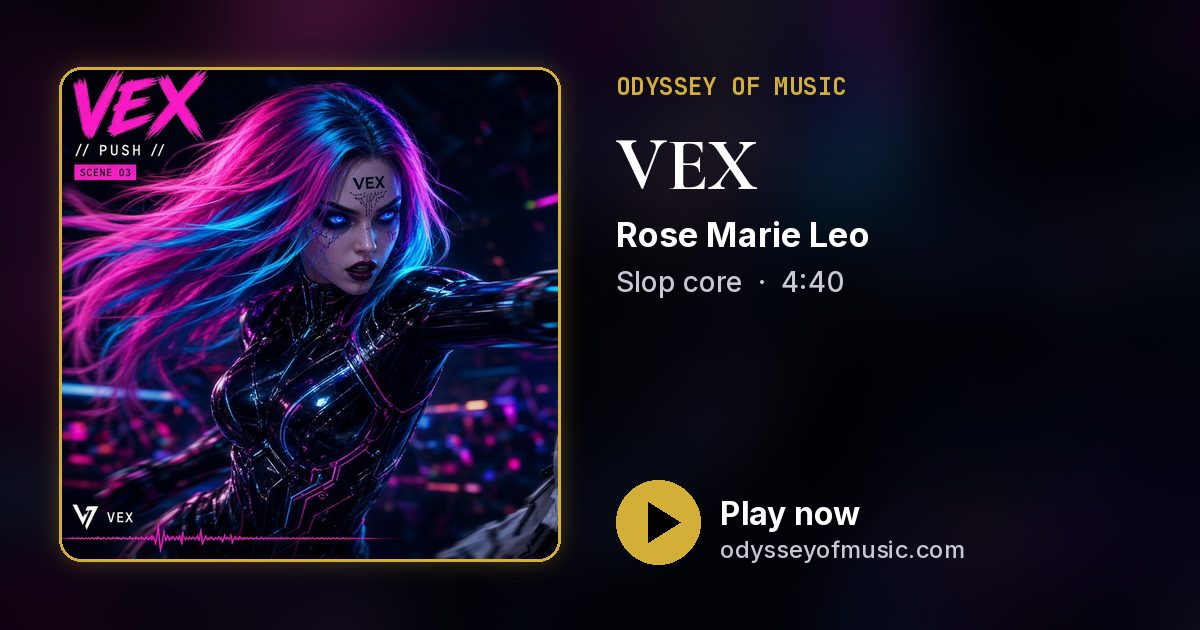 VEX
// PUSH //
SCENE 03
VEX
VEX
ODYSSEY OF MUSIC
VEX
Rose Marie Leo
Slop core · 4:40
Play now
odysseyofmusic.com